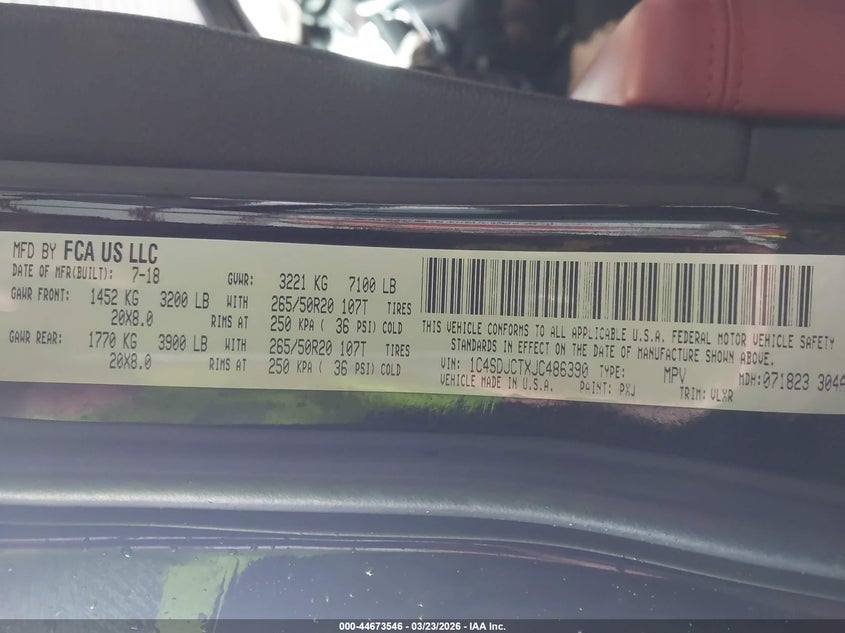 MFD BY FCA US LLC
DATE OF MFR(BUILT): 7-18 GVWR: 3221 KG 7100 LB
GAWR FRONT: 1452 KG 3200 LB WITH 265/50R20 107T TIRES
20X8.0 RIMS AT 250 KPA ( 36 PSI) COLD
GAWR REAR: 1770 KG 3900 LB WITH 265/50R20 107T TIRES
20X8.0 RIMS AT 250 KPA ( 36 PSI) COLD
THIS VEHICLE CONFORMS TO ALL APPLICABLE U.S.A. FEDERAL MOTOR VEHICLE SAFETY
STANDARDS IN EFFECT ON THE DATE OF MANUFACTURE SHOWN ABOVE.
VIN: 1C4SDJCTXJC486390 TYPE: MPV MDH:071823 304A
VEHICLE MADE IN U.S.A. PAINT: PXJ TRIM: VLXR
000-44673546 - 03/23/2026 - IAA Inc.